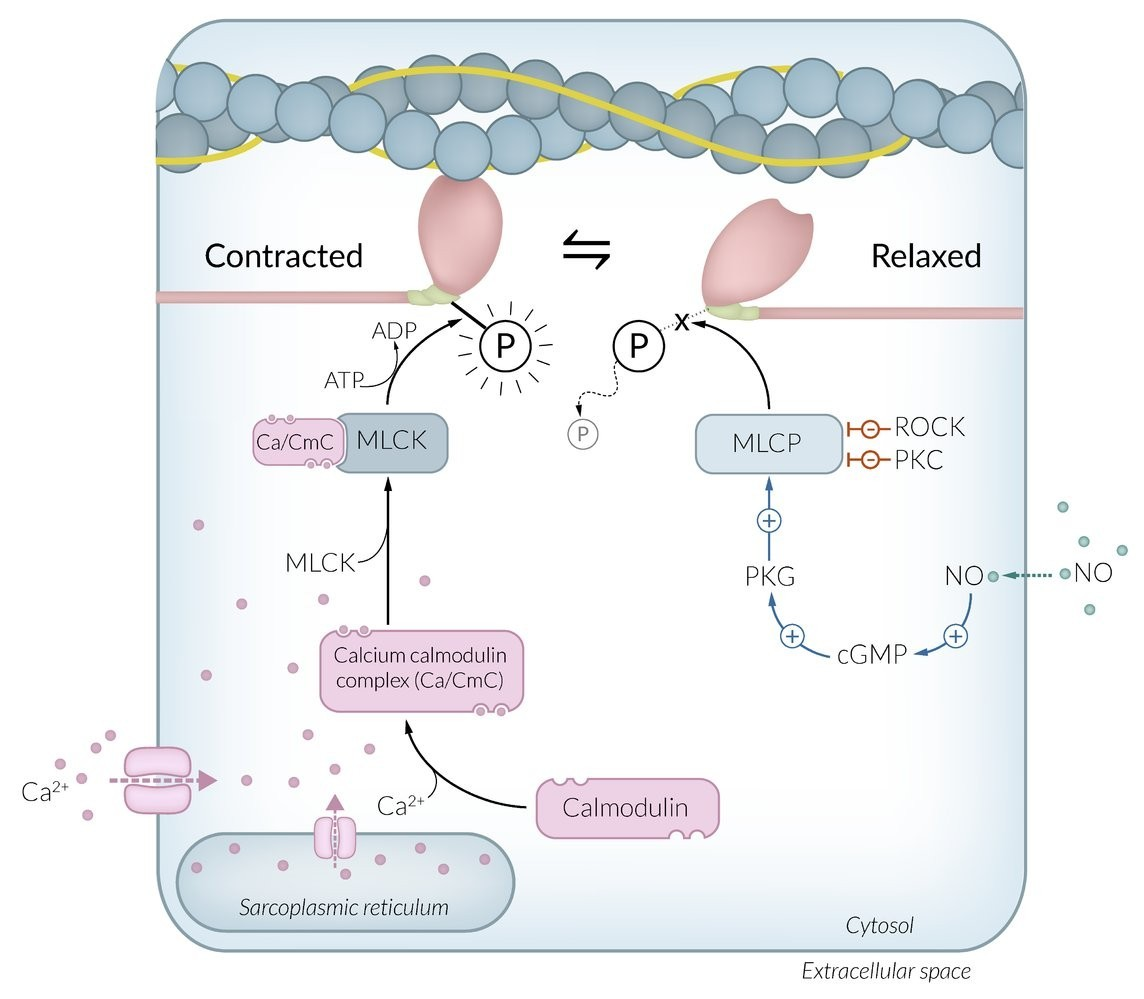 Contracted
Relaxed
ADP
ATP
P
P
P
x
Ca/CmC
MLCK
MLCP
ROCK
PKC
MLCK
PKG
NO
NO
cGMP
Calcium calmodulin
complex (Ca/CmC)
Ca²⁺
Ca²⁺
Calmodulin
Sarcoplasmic reticulum
Cytosol
Extracellular space